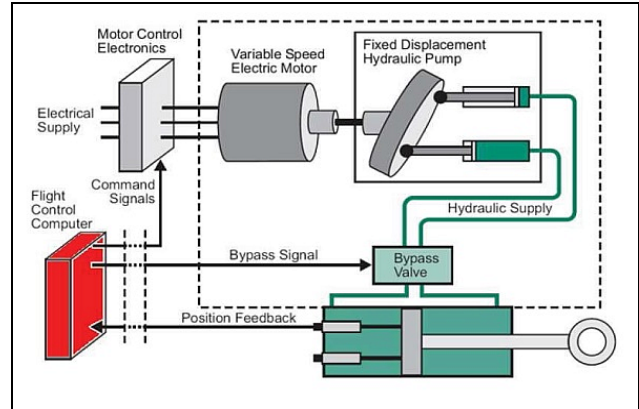 Motor Control
Electronics
Variable Speed
Electric Motor
Fixed Displacement
Hydraulic Pump
Electrical
Supply
Command
Signals
Flight
Control
Computer
Hydraulic Supply
Bypass Signal
Bypass
Valve
Position Feedback